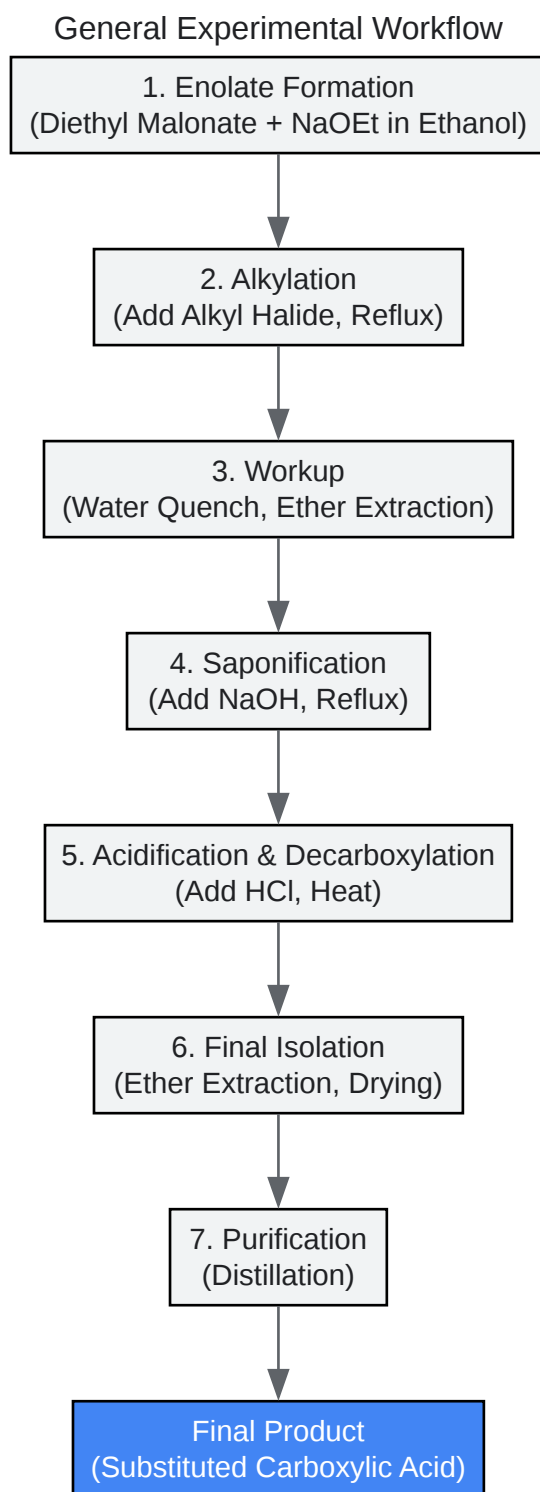 General Experimental Workflow
1. Enolate Formation
(Diethyl Malonate + NaOEt in Ethanol)
2. Alkylation
(Add Alkyl Halide, Reflux)
3. Workup
(Water Quench, Ether Extraction)
4. Saponification
(Add NaOH, Reflux)
5. Acidification & Decarboxylation
(Add HCl, Heat)
6. Final Isolation
(Ether Extraction, Drying)
7. Purification
(Distillation)
Final Product
(Substituted Carboxylic Acid)